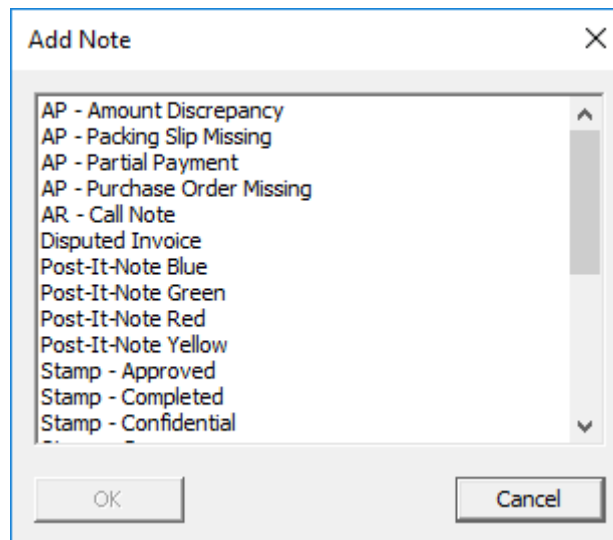 Add Note
AP - Amount Discrepancy
AP - Packing Slip Missing
AP - Partial Payment
AP - Purchase Order Missing
AR - Call Note
Disputed Invoice
Post-It-Note Blue
Post-It-Note Green
Post-It-Note Red
Post-It-Note Yellow
Stamp - Approved
Stamp - Completed
Stamp - Confidential
OK
Cancel